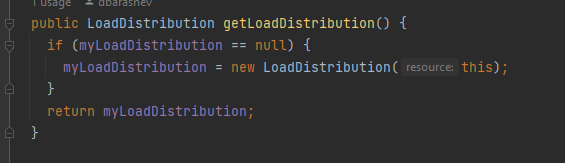 1 usage dbarashev
public LoadDistribution getLoadDistribution() {
if (myLoadDistribution == null) {
myLoadDistribution = new LoadDistribution( resource: this);
}
return myLoadDistribution;
}